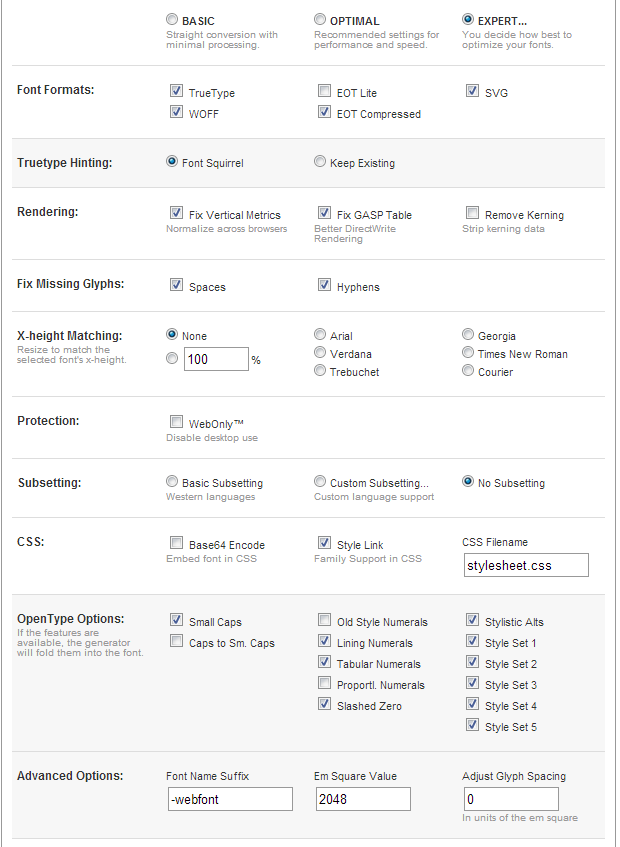 BASIC
Straight conversion with
minimal processing.
OPTIMAL
Recommended settings for
performance and speed.
EXPERT...
You decide how best to
optimize your fonts.
Font Formats:
TrueType
EOT Lite
SVG
WOFF
EOT Compressed
Truetype Hinting:
Font Squirrel
Keep Existing
Rendering:
Fix Vertical Metrics
Normalize across browsers
Fix GASP Table
Better DirectWrite
Rendering
Remove Kerning
Strip kerning data
Fix Missing Glyphs:
Spaces
Hyphens
X-height Matching:
Resize to match the
selected font's x-height.
None
100 %
Arial
Verdana
Trebuchet
Georgia
Times New Roman
Courier
Protection:
WebOnly™
Disable desktop use
Subsetting:
Basic Subsetting
Western languages
Custom Subsetting...
Custom language support
No Subsetting
CSS:
Base64 Encode
Embed font in CSS
Style Link
Family Support in CSS
CSS Filename
stylesheet.css
OpenType Options:
If the features are
available, the generator
will fold them into the font.
Small Caps
Caps to Sm. Caps
Old Style Numerals
Lining Numerals
Tabular Numerals
Proportl. Numerals
Slashed Zero
Stylistic Alts
Style Set 1
Style Set 2
Style Set 3
Style Set 4
Style Set 5
Advanced Options:
Font Name Suffix
-webfont
Em Square Value
2048
Adjust Glyph Spacing
0
In units of the em square